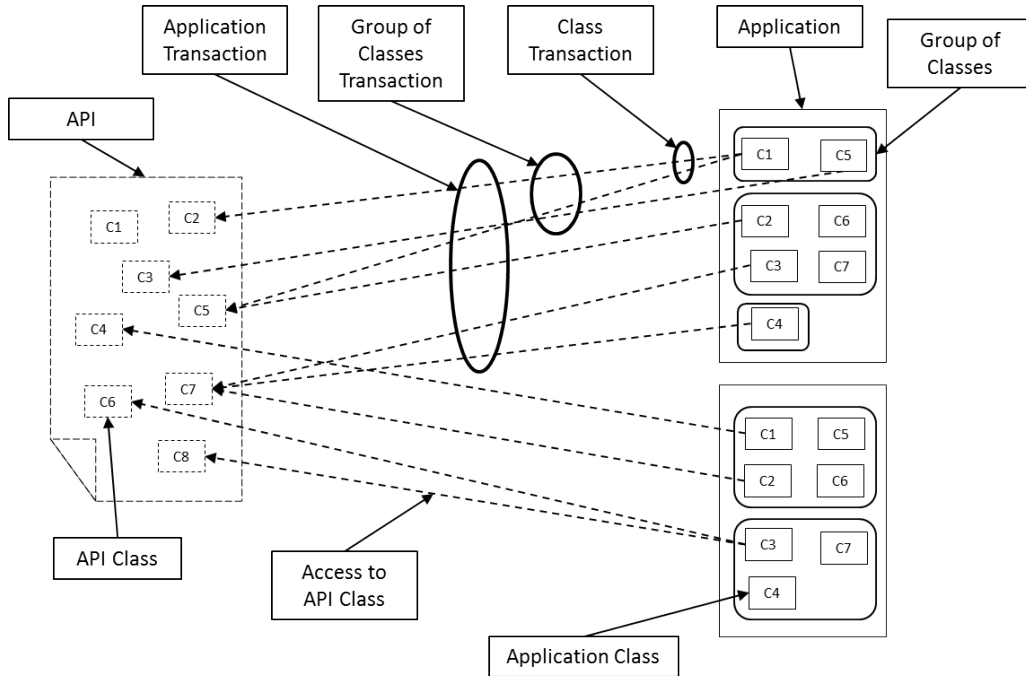 Application
Transaction
Group of
Classes
Transaction
Class
Transaction
Application
Group of
Classes
API
C1
C2
C3
C5
C4
C7
C6
C8
C1
C5
C2
C6
C3
C7
C4
C1
C5
C2
C6
C3
C7
C4
API Class
Access to
API Class
Application Class